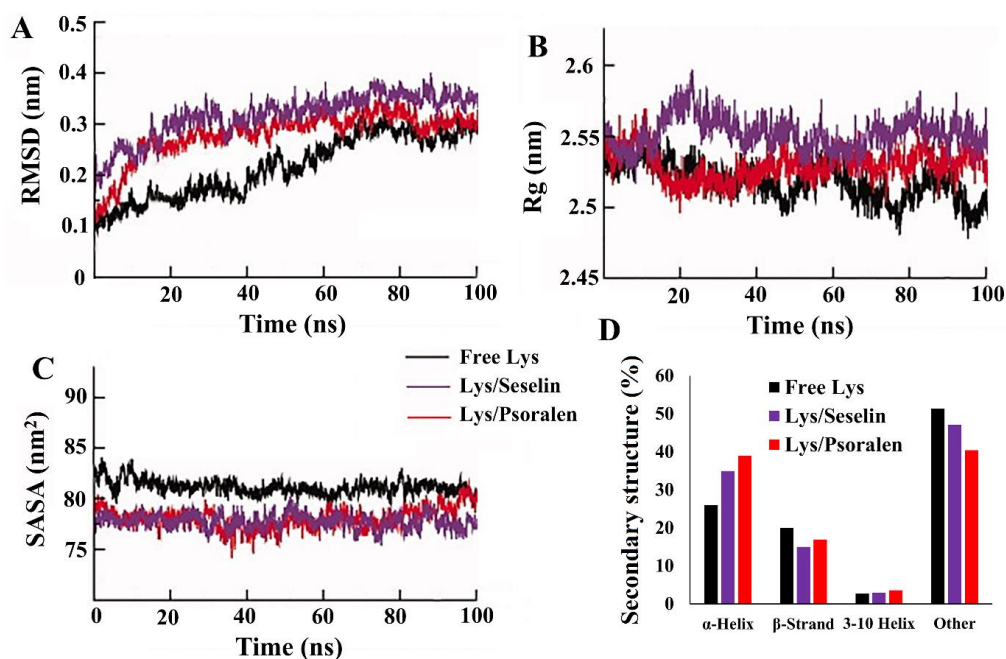 A
RMSD (nm)
0.5
0.4
0.3
0.2
0.1
0
20
40
60
80
100
Time (ns)
B
Rg (nm)
2.6
2.55
2.5
2.45
20
40
60
80
100
Time (ns)
C
SASA (nm²)
90
85
80
75
0
20
40
60
80
100
Time (ns)
Free Lys
Lys/Seselin
Lys/Psoralen
D
Secondary structure (%)
60
50
40
30
20
10
0
Free Lys
Lys/Seselin
Lys/Psoralen
α-Helix
β-Strand
3-10 Helix
Other